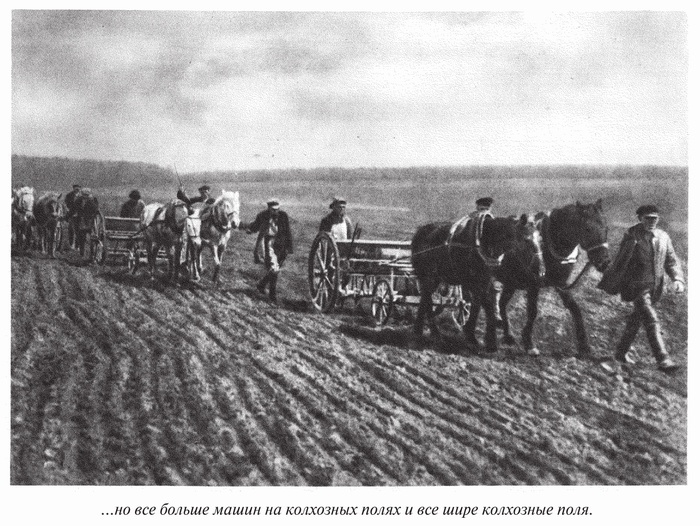 ...но все больше машин на колхозных полях и все шире колхозные поля.